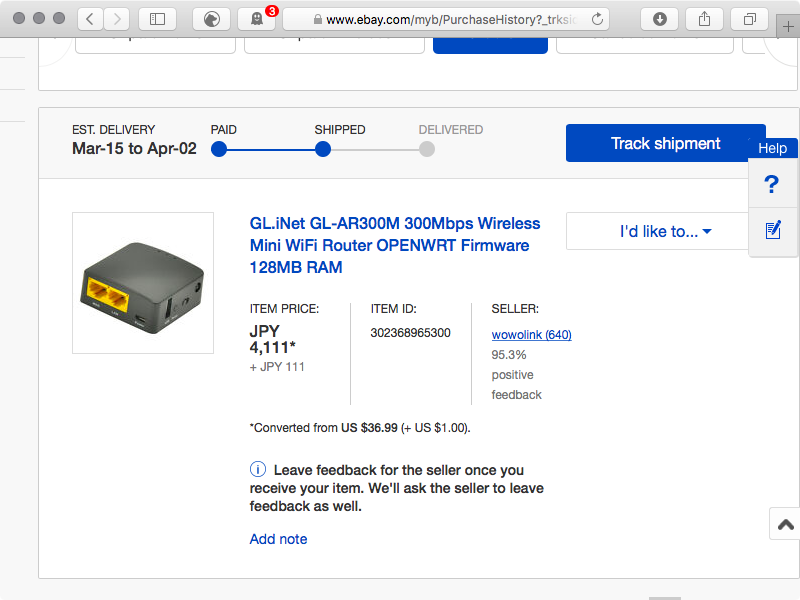 3
www.ebay.com/myb/PurchaseHistory?_trksi
EST. DELIVERY
Mar-15 to Apr-02
PAID
SHIPPED
DELIVERED
Track shipment
Help
?
GL.iNet GL-AR300M 300Mbps Wireless
Mini WiFi Router OPENWRT Firmware
128MB RAM
I'd like to...
ITEM PRICE:
JPY
4,111*
+ JPY 111
ITEM ID:
302368965300
SELLER:
wowolink (640)
95.3%
positive
feedback
*Converted from US $36.99 (+ US $1.00).
Leave feedback for the seller once you
receive your item. We'll ask the seller to leave
feedback as well.
Add note